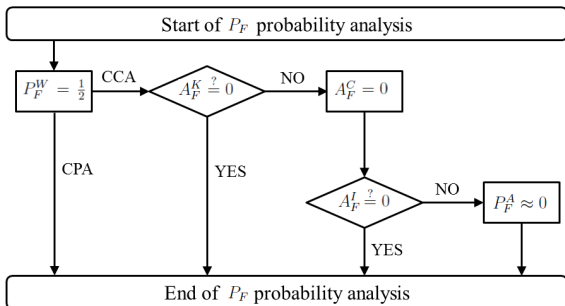 Start of P_F probability analysis
P_F^W = 1/2
CCA
A_F^K ?= 0
NO
A_F^C = 0
CPA
YES
A_F^I ?= 0
NO
P_F^A ≈ 0
YES
End of P_F probability analysis